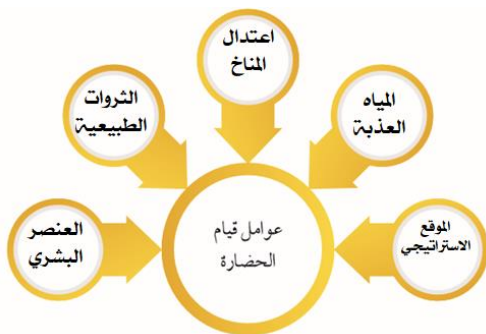 اعتدال
المناخ
المياه
العذبة
الثروات
الطبيعية
الموقع
الاستراتيجي
العنصر
البشري
عوامل قيام
الحضارة